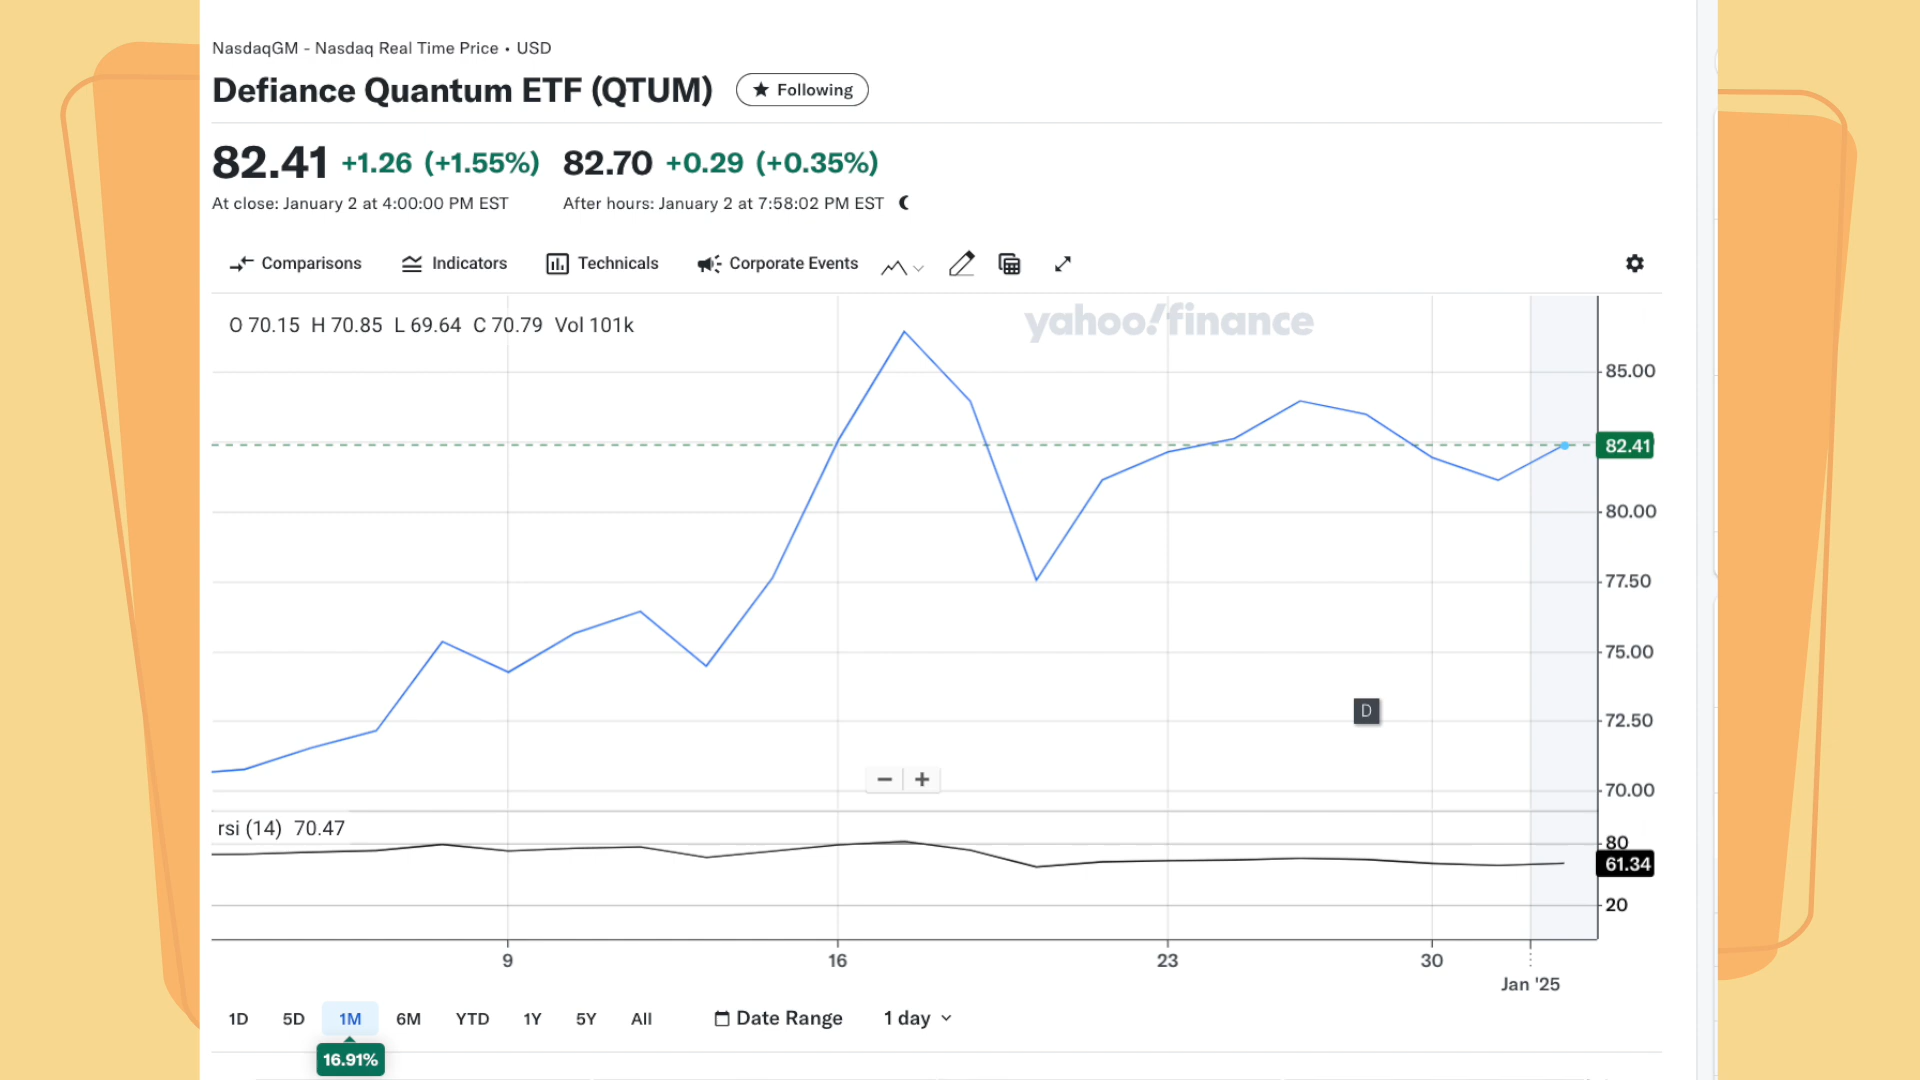 NasdaqGM - Nasdaq Real Time Price • USD
Defiance Quantum ETF (QTUM)
Following
82.41 +1.26 (+1.55%) 82.70 +0.29 (+0.35%)
At close: January 2 at 4:00:00 PM EST After hours: January 2 at 7:58:02 PM EST
Comparisons Indicators Technicals Corporate Events
O 70.15 H 70.85 L 69.64 C 70.79 Vol 101k
yahoo!finance
85.00
82.41
80.00
77.50
75.00
D
72.50
70.00
rsi (14) 70.47
80
61.34
20
9 16 23 30
Jan '25
1D 5D 1M 6M YTD 1Y 5Y All Date Range 1 day
16.91%